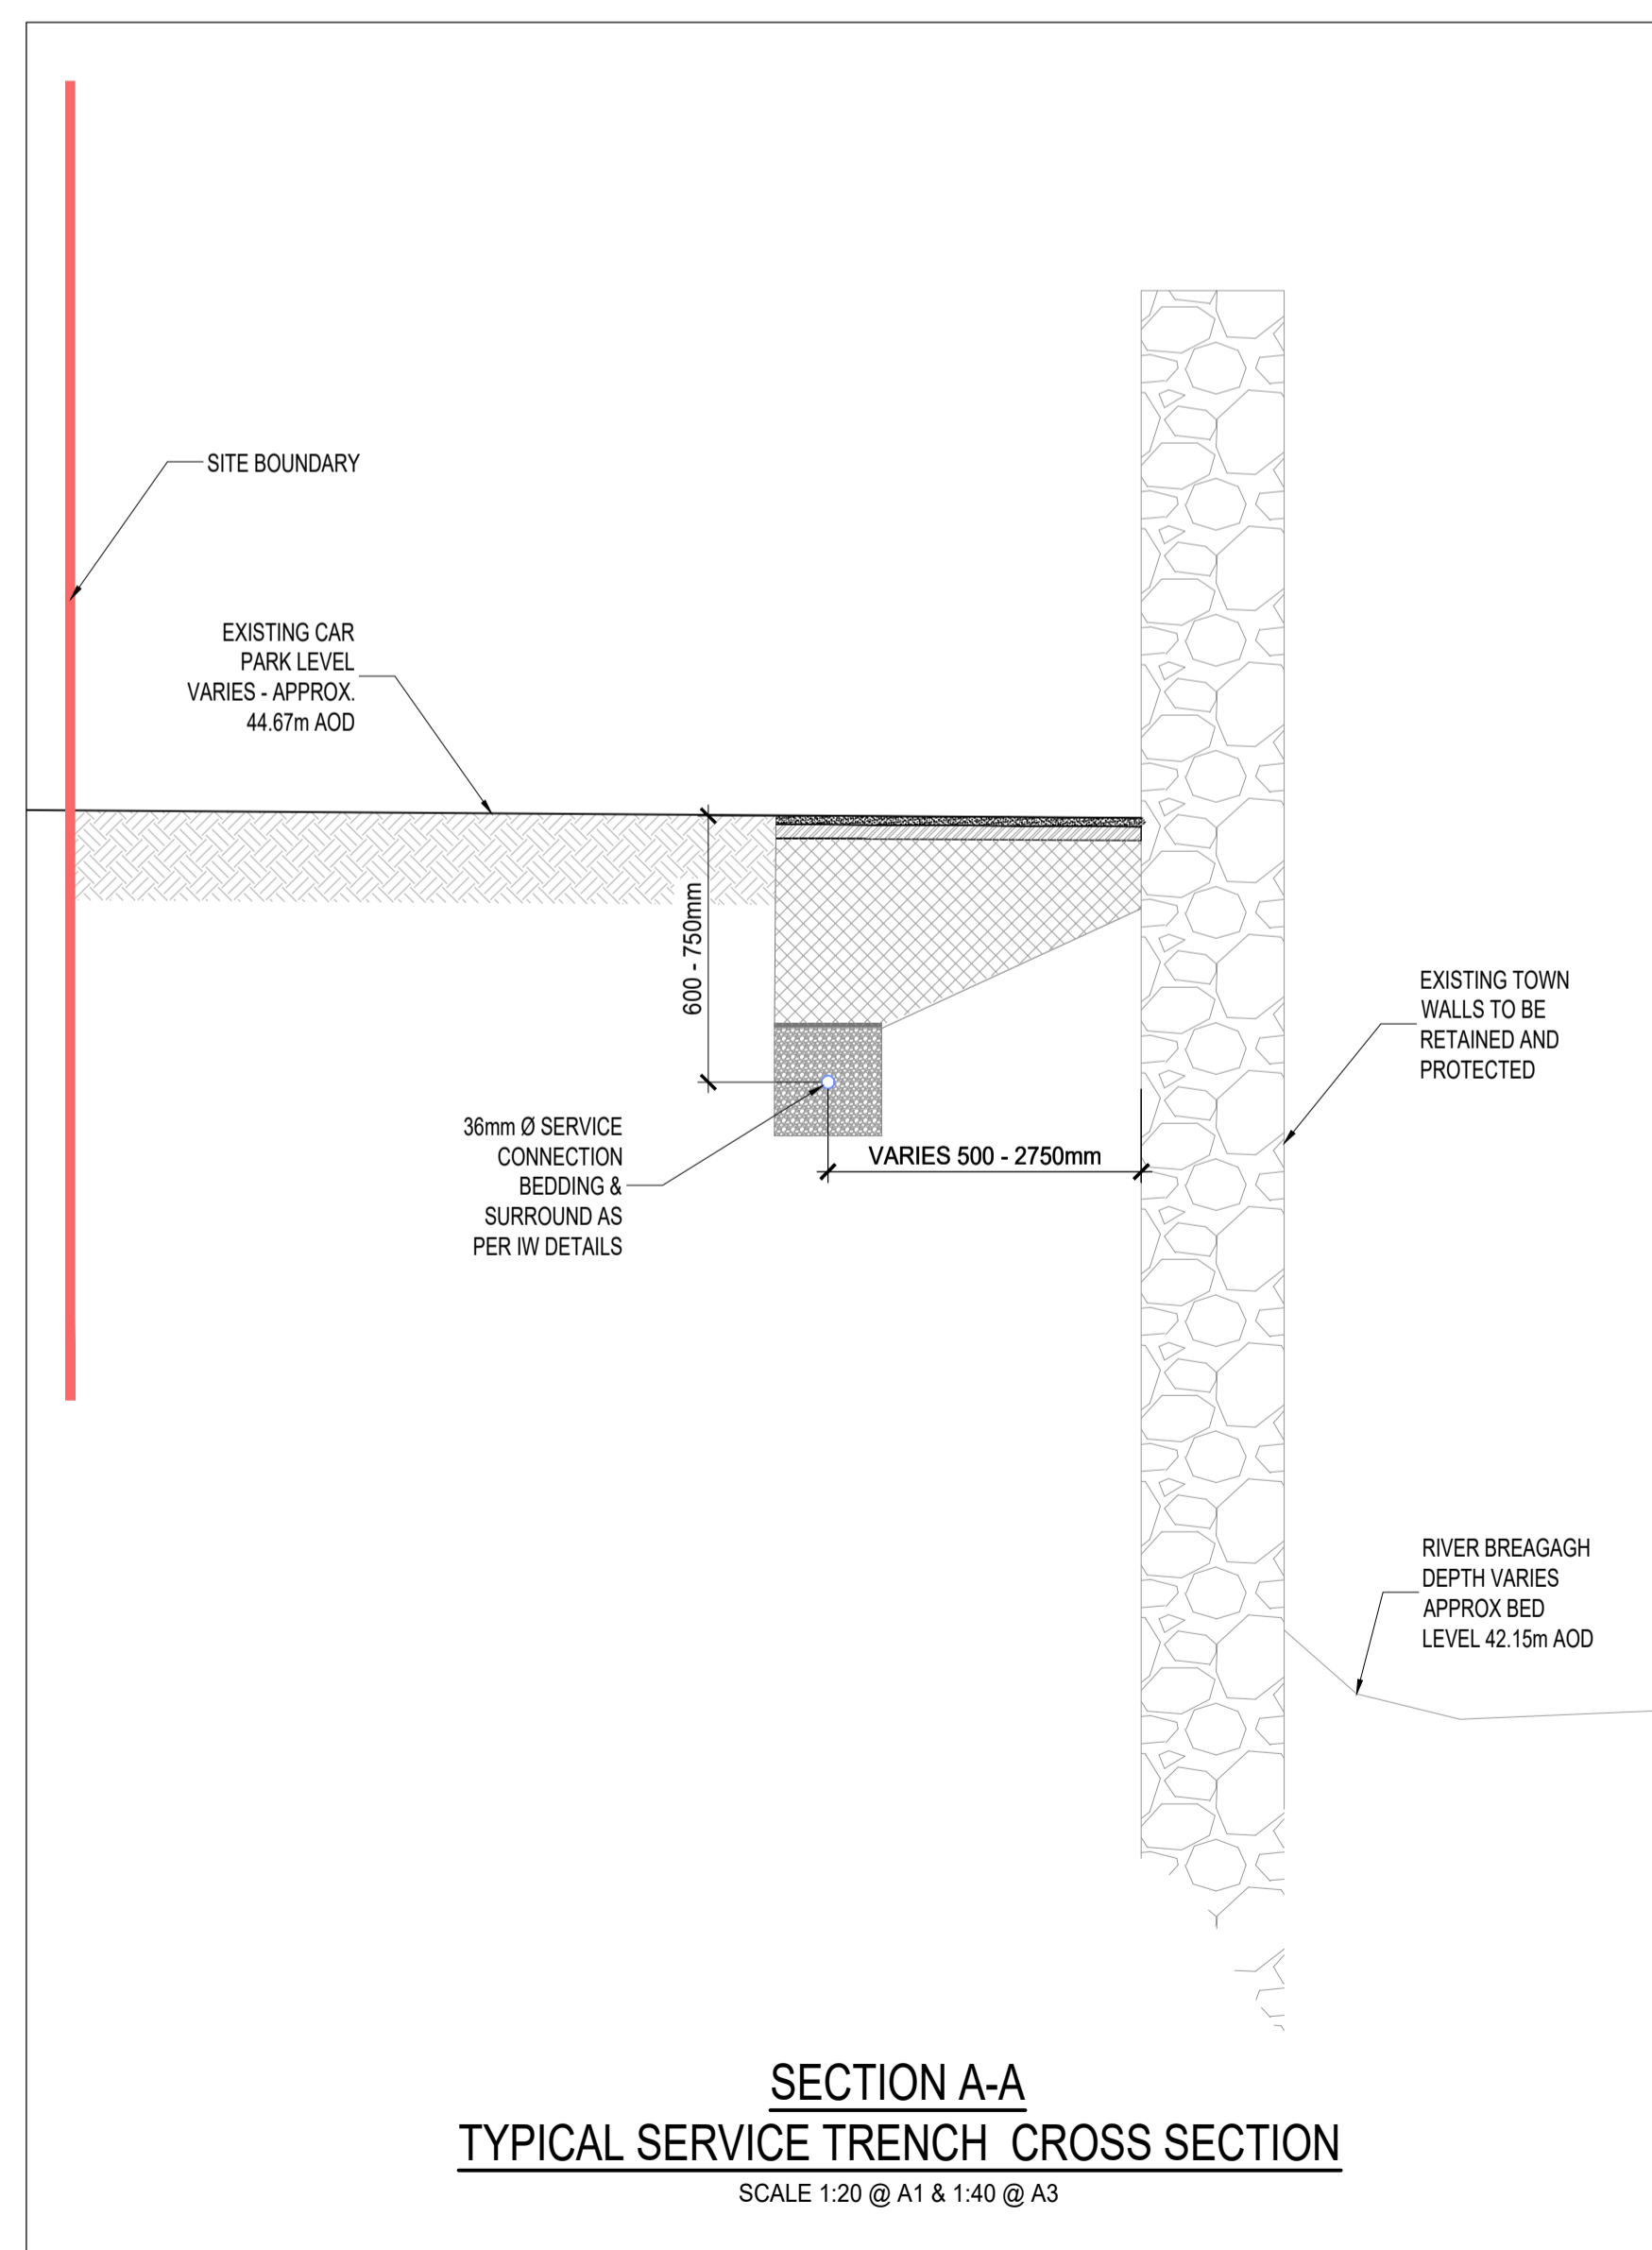 SITE BOUNDARY
EXISTING CAR
PARK LEVEL
VARIES - APPROX.
44.67m AOD
600 - 750mm
EXISTING TOWN
WALLS TO BE
RETAINED AND
PROTECTED
36mm Ø SERVICE
CONNECTION
BEDDING &
SURROUND AS
PER IW DETAILS
VARIES 500 - 2750mm
RIVER BREAGAGH
DEPTH VARIES
APPROX BED
LEVEL 42.15m AOD
SECTION A-A
TYPICAL SERVICE TRENCH CROSS SECTION
SCALE 1:20 @ A1 & 1:40 @ A3